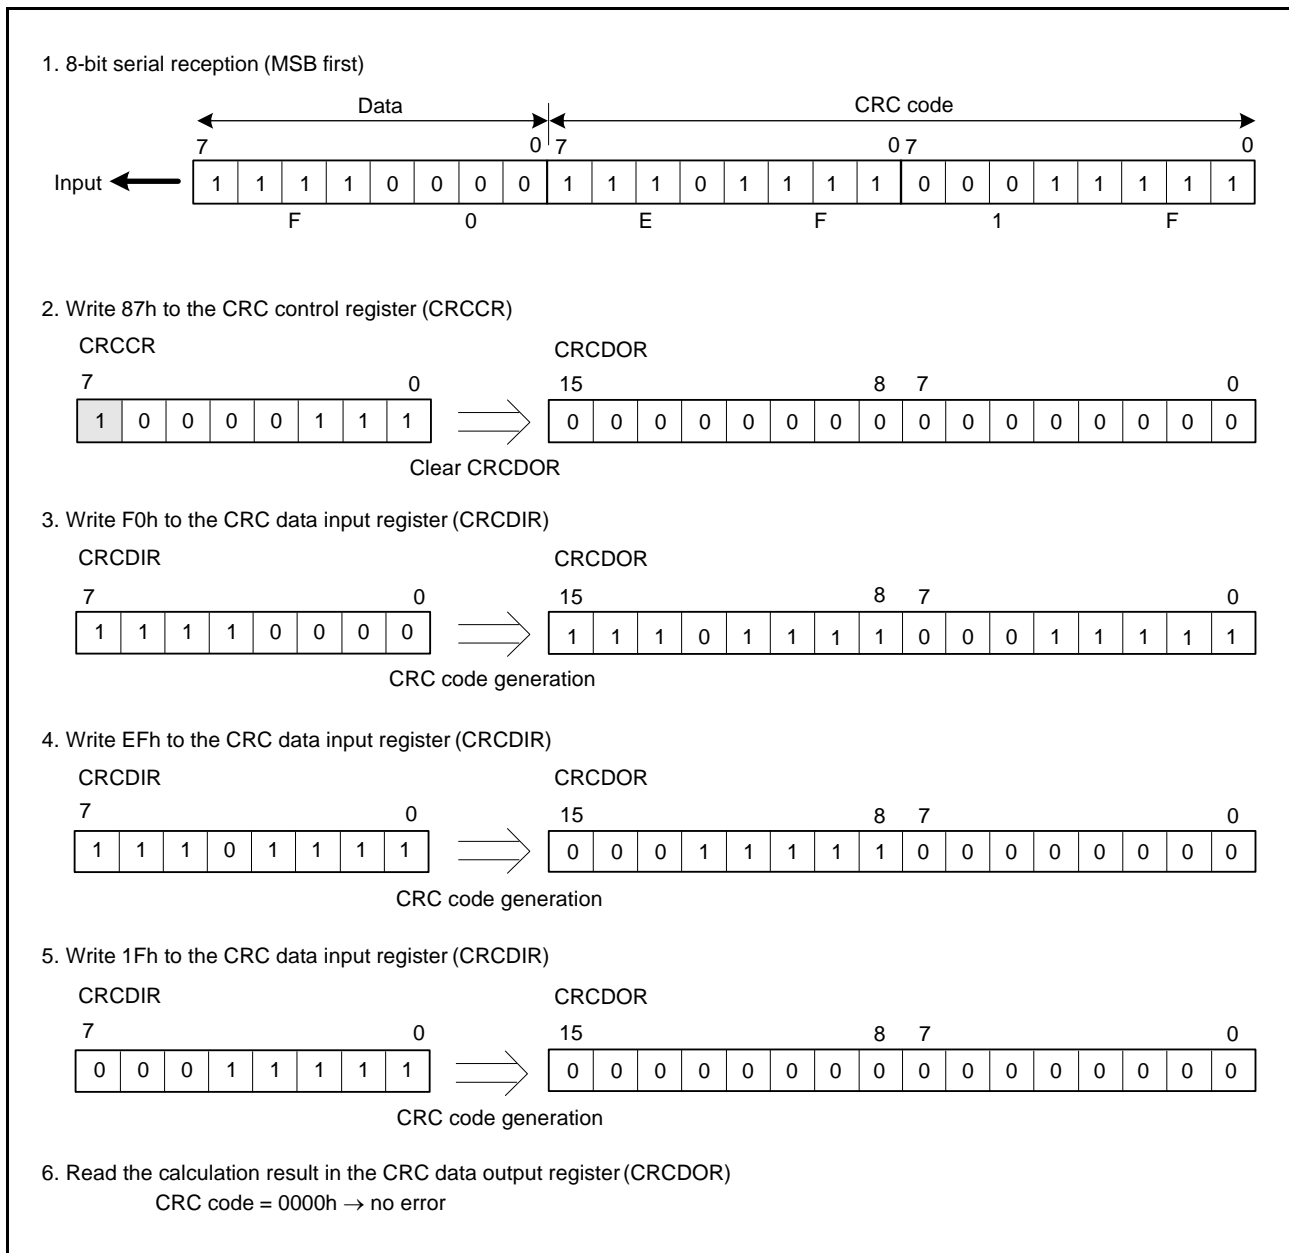 1. 8-bit serial reception (MSB first)
Data CRC code
7 0 7 0 7 0
Input 1 1 1 1 0 0 0 0 1 1 1 0 1 1 1 1 0 0 0 1 1 1 1 1
F 0 E F 1 F
2. Write 87h to the CRC control register (CRCCR)
CRCCR CRCDOR
7 0 15 8 7 0
1 0 0 0 0 1 1 1 0 0 0 0 0 0 0 0 0 0 0 0 0 0 0 0
Clear CRCDOR
3. Write F0h to the CRC data input register (CRCDIR)
CRCDIR CRCDOR
7 0 15 8 7 0
1 1 1 1 0 0 0 0 1 1 1 0 1 1 1 1 0 0 0 1 1 1 1 1
CRC code generation
4. Write EFh to the CRC data input register (CRCDIR)
CRCDIR CRCDOR
7 0 15 8 7 0
1 1 1 0 1 1 1 1 0 0 0 1 1 1 1 1 0 0 0 0 0 0 0 0
CRC code generation
5. Write 1Fh to the CRC data input register (CRCDIR)
CRCDIR CRCDOR
7 0 15 8 7 0
0 0 0 1 1 1 1 1 0 0 0 0 0 0 0 0 0 0 0 0 0 0 0 0
CRC code generation
6. Read the calculation result in the CRC data output register (CRCDOR)
CRC code = 0000h → no error